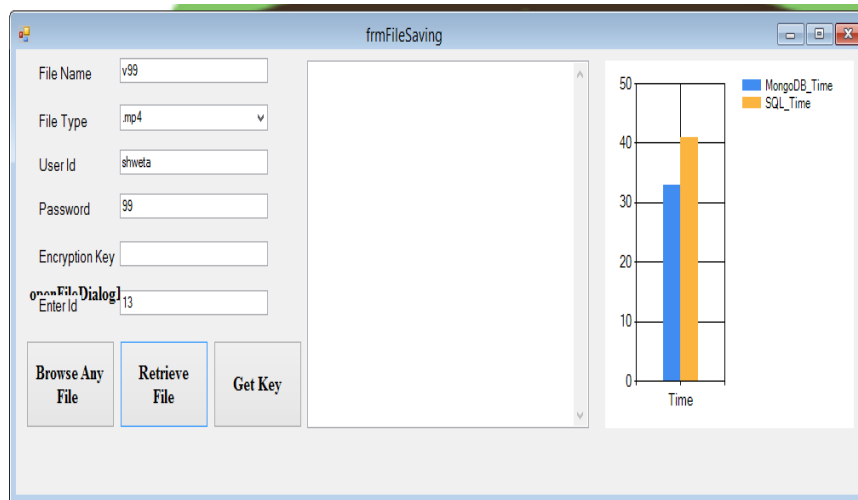 frmFileSaving
File Name
v99
File Type
.mp4
User Id
shweta
Password
99
Encryption Key
openFileDialog1
Enter Id
13
Browse Any
File
Retrieve
File
Get Key
50
40
30
20
10
0
Time
MongoDB_Time
SQL_Time